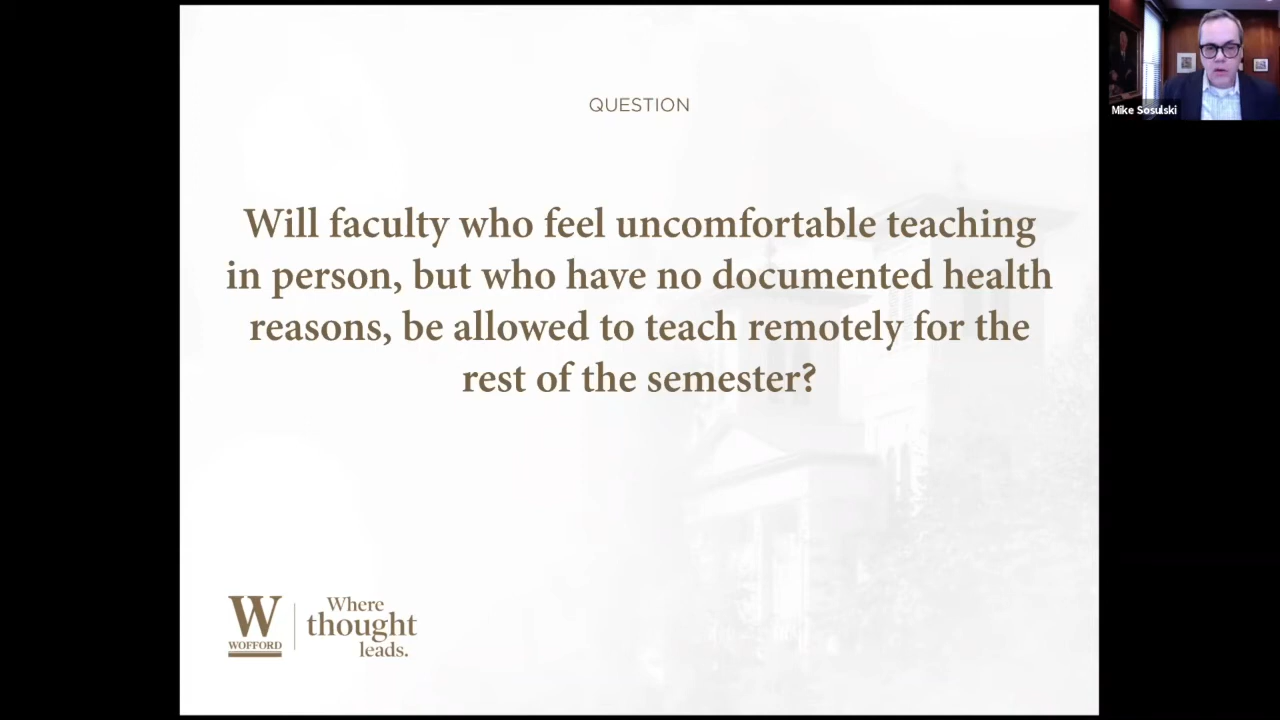 QUESTION
Will faculty who feel uncomfortable teaching
in person, but who have no documented health
reasons, be allowed to teach remotely for the
rest of the semester?
W
WOFFORD
Where
thought
leads.
Mike Sosulski